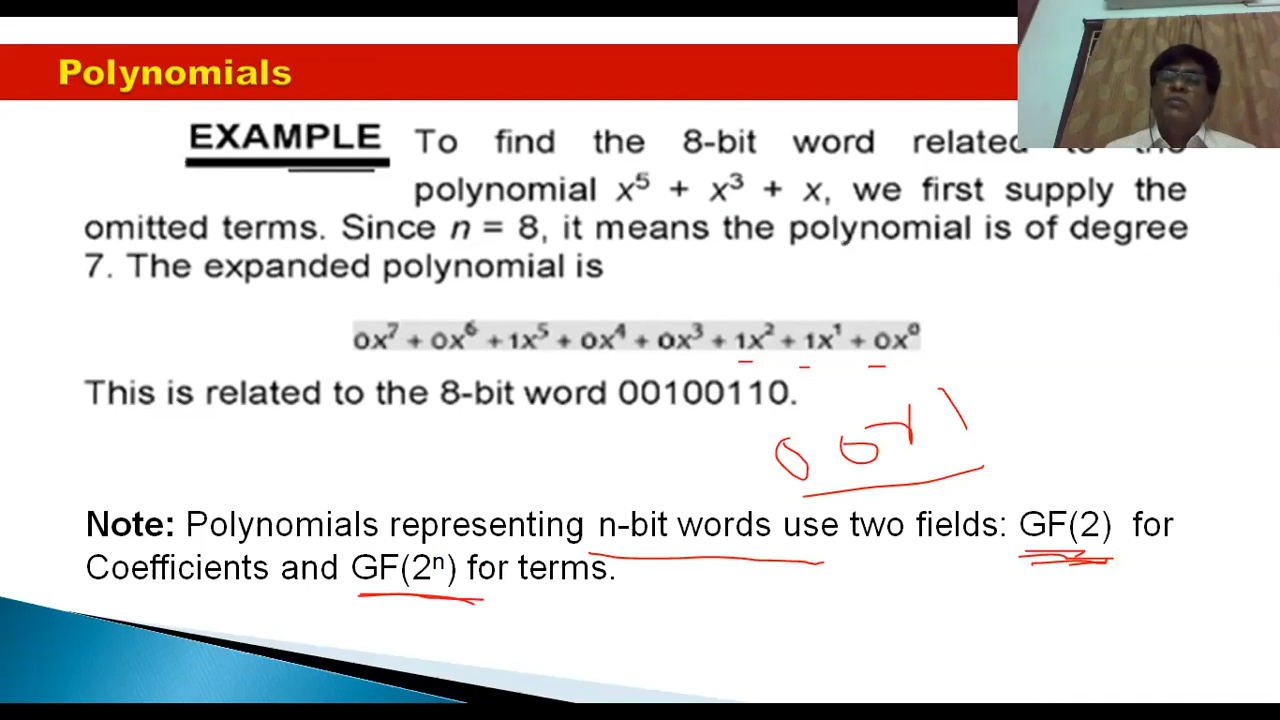 Polynomials
EXAMPLE To find the 8-bit word related to the
polynomial x⁵ + x³ + x, we first supply the
omitted terms. Since n = 8, it means the polynomial is of degree
7. The expanded polynomial is
0x⁷ + 0x⁶ + 1x⁵ + 0x⁴ + 0x³ + 1x² + 1x¹ + 0x⁰
This is related to the 8-bit word 00100110.
0 or 1
Note: Polynomials representing n-bit words use two fields: GF(2) for
Coefficients and GF(2ⁿ) for terms.